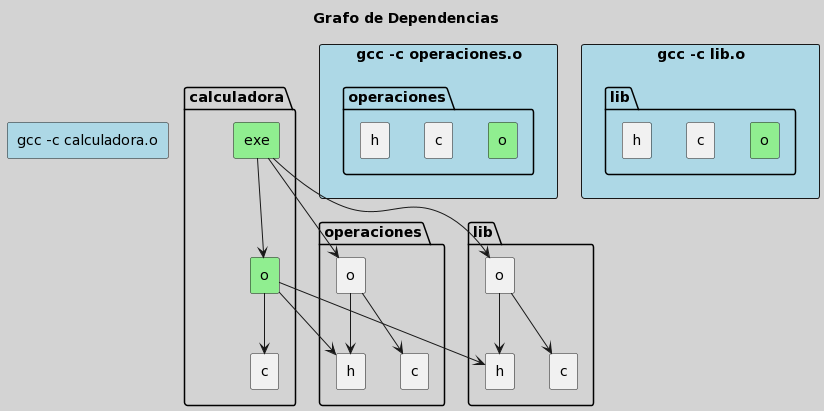 Grafo de Dependencias
gcc -c operaciones.o
gcc -c lib.o
calculadora
operaciones
lib
gcc -c calculadora.o
exe
h
c
o
h
c
o
operaciones
lib
o
o
o
c
h
c
h
c